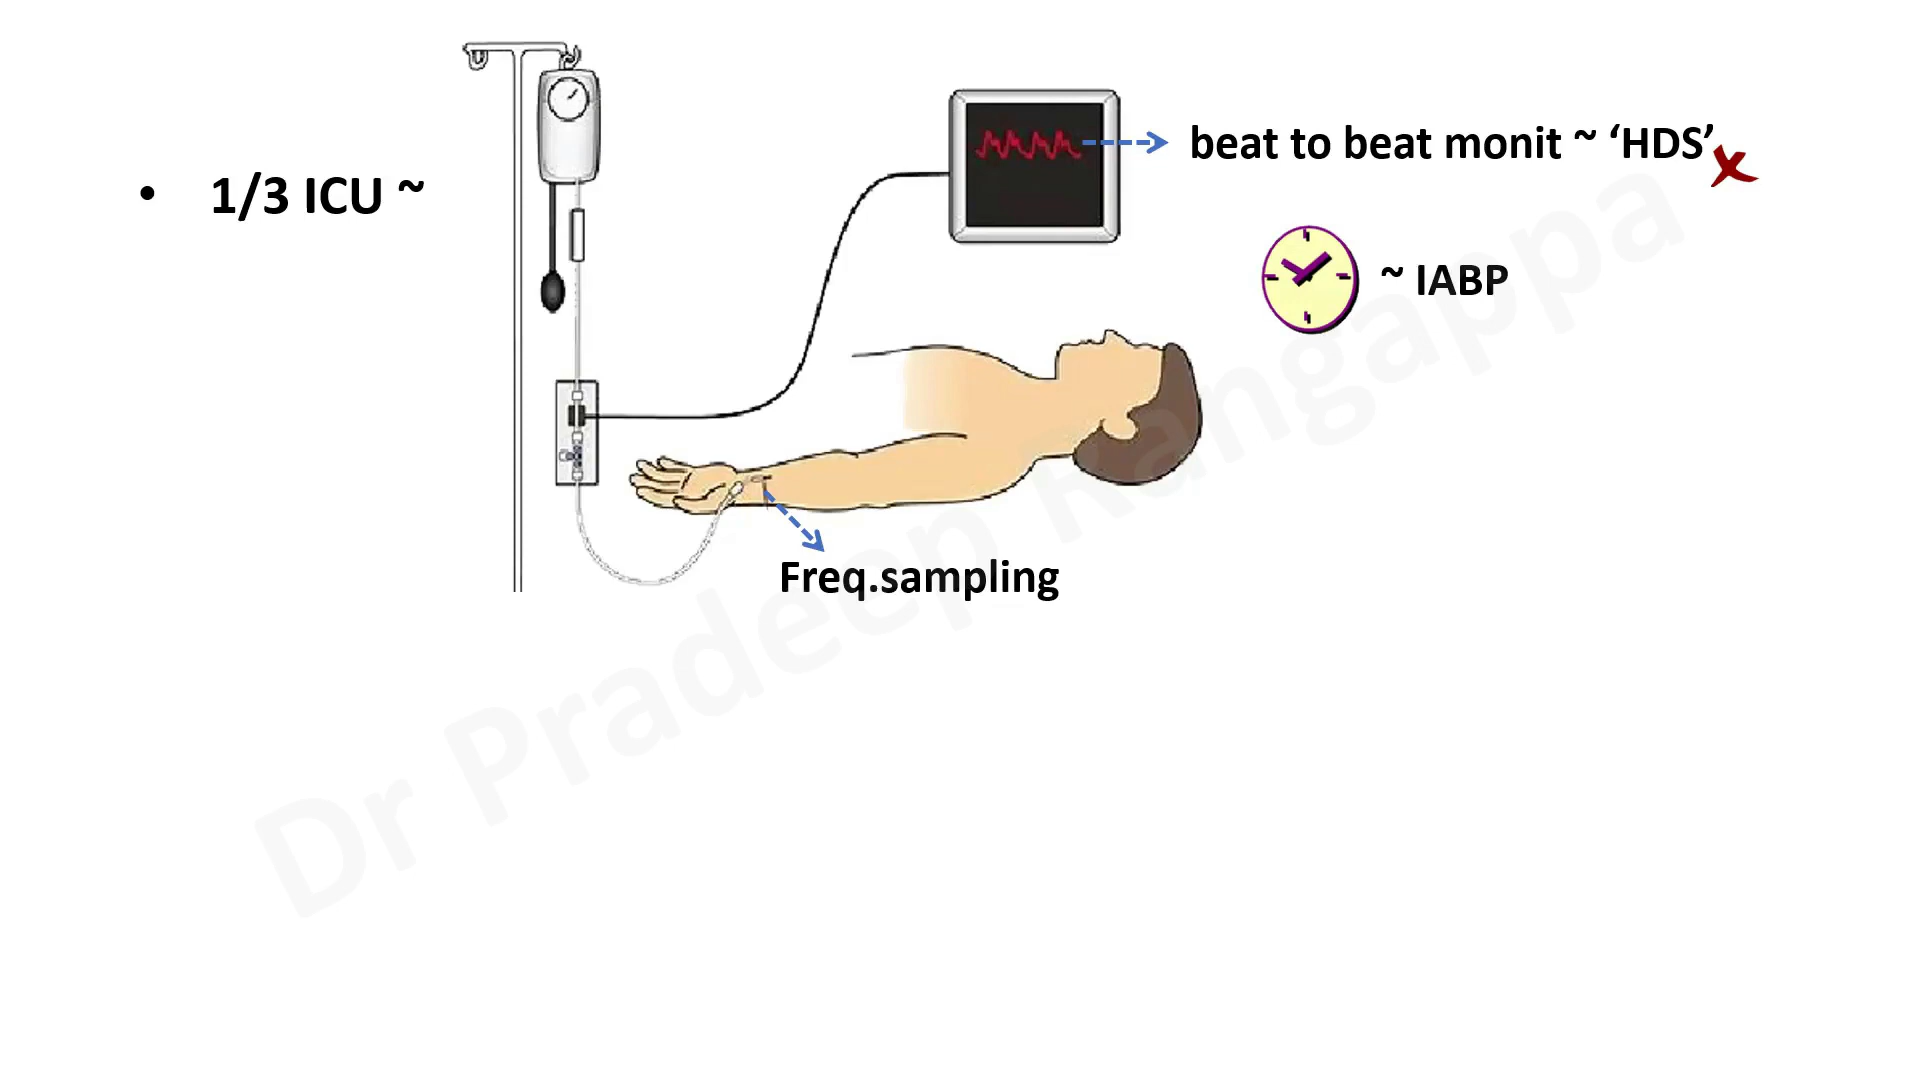 beat to beat monit ~ ‘HDS’
• 1/3 ICU ~
~ IABP
Freq.sampling
Dr Pradeep Rangappa